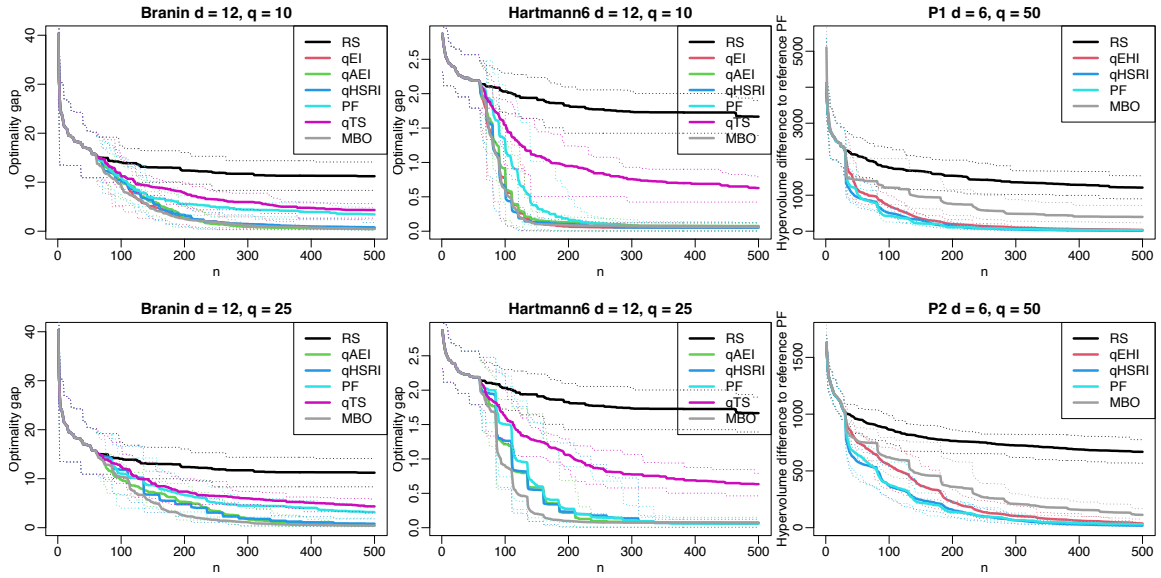 Branin d = 12, q = 10
Optimality gap
40
30
20
10
0
RS
qEI
qAEI
qHSRI
PF
qTS
MBO
0 100 200 300 400 500
n
Hartmann6 d = 12, q = 10
Optimality gap
2.5
2.0
1.5
1.0
0.5
0.0
RS
qEI
qAEI
qHSRI
PF
qTS
MBO
0 100 200 300 400 500
n
P1 d = 6, q = 50
Hypervolume difference to reference PF
5000
3000
1000
0
RS
qEHI
qHSRI
PF
MBO
0 100 200 300 400 500
n
Branin d = 12, q = 25
Optimality gap
40
30
20
10
0
RS
qAEI
qHSRI
PF
qTS
MBO
0 100 200 300 400 500
n
Hartmann6 d = 12, q = 25
Optimality gap
2.5
2.0
1.5
1.0
0.5
0.0
RS
qAEI
qHSRI
PF
qTS
MBO
0 100 200 300 400 500
n
P2 d = 6, q = 50
Hypervolume difference to reference PF
1500
1000
500
0
RS
qEHI
qHSRI
PF
MBO
0 100 200 300 400 500
n